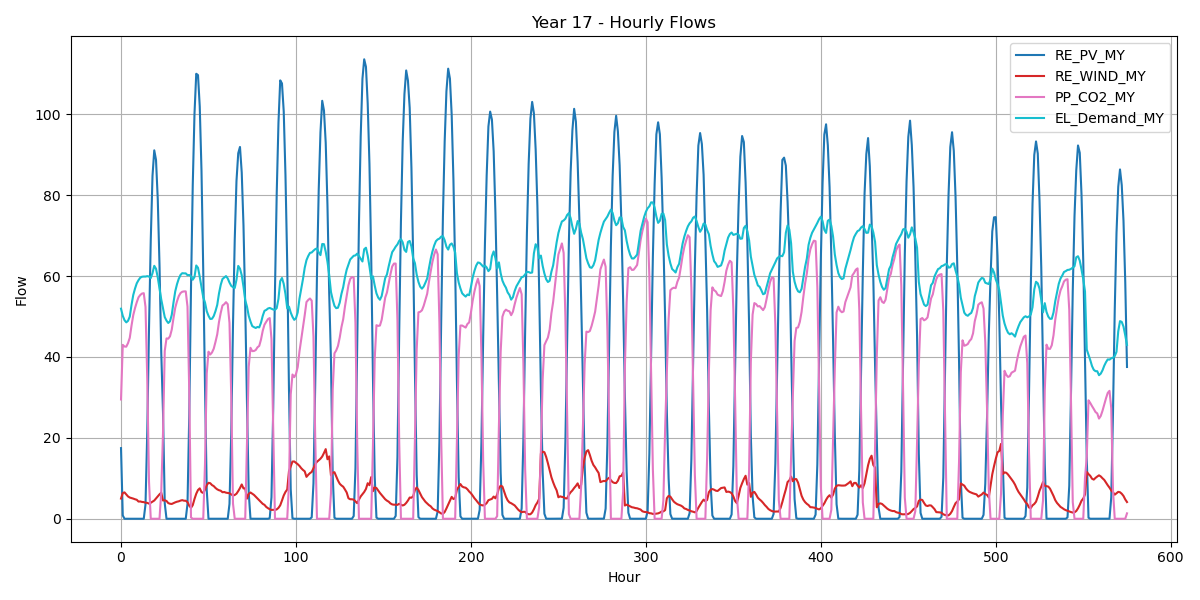 Year 17 - Hourly Flows
RE_PV_MY
RE_WIND_MY
PP_CO2_MY
EL_Demand_MY
Flow
100
80
60
40
20
0
0 100 200 300 400 500 600
Hour